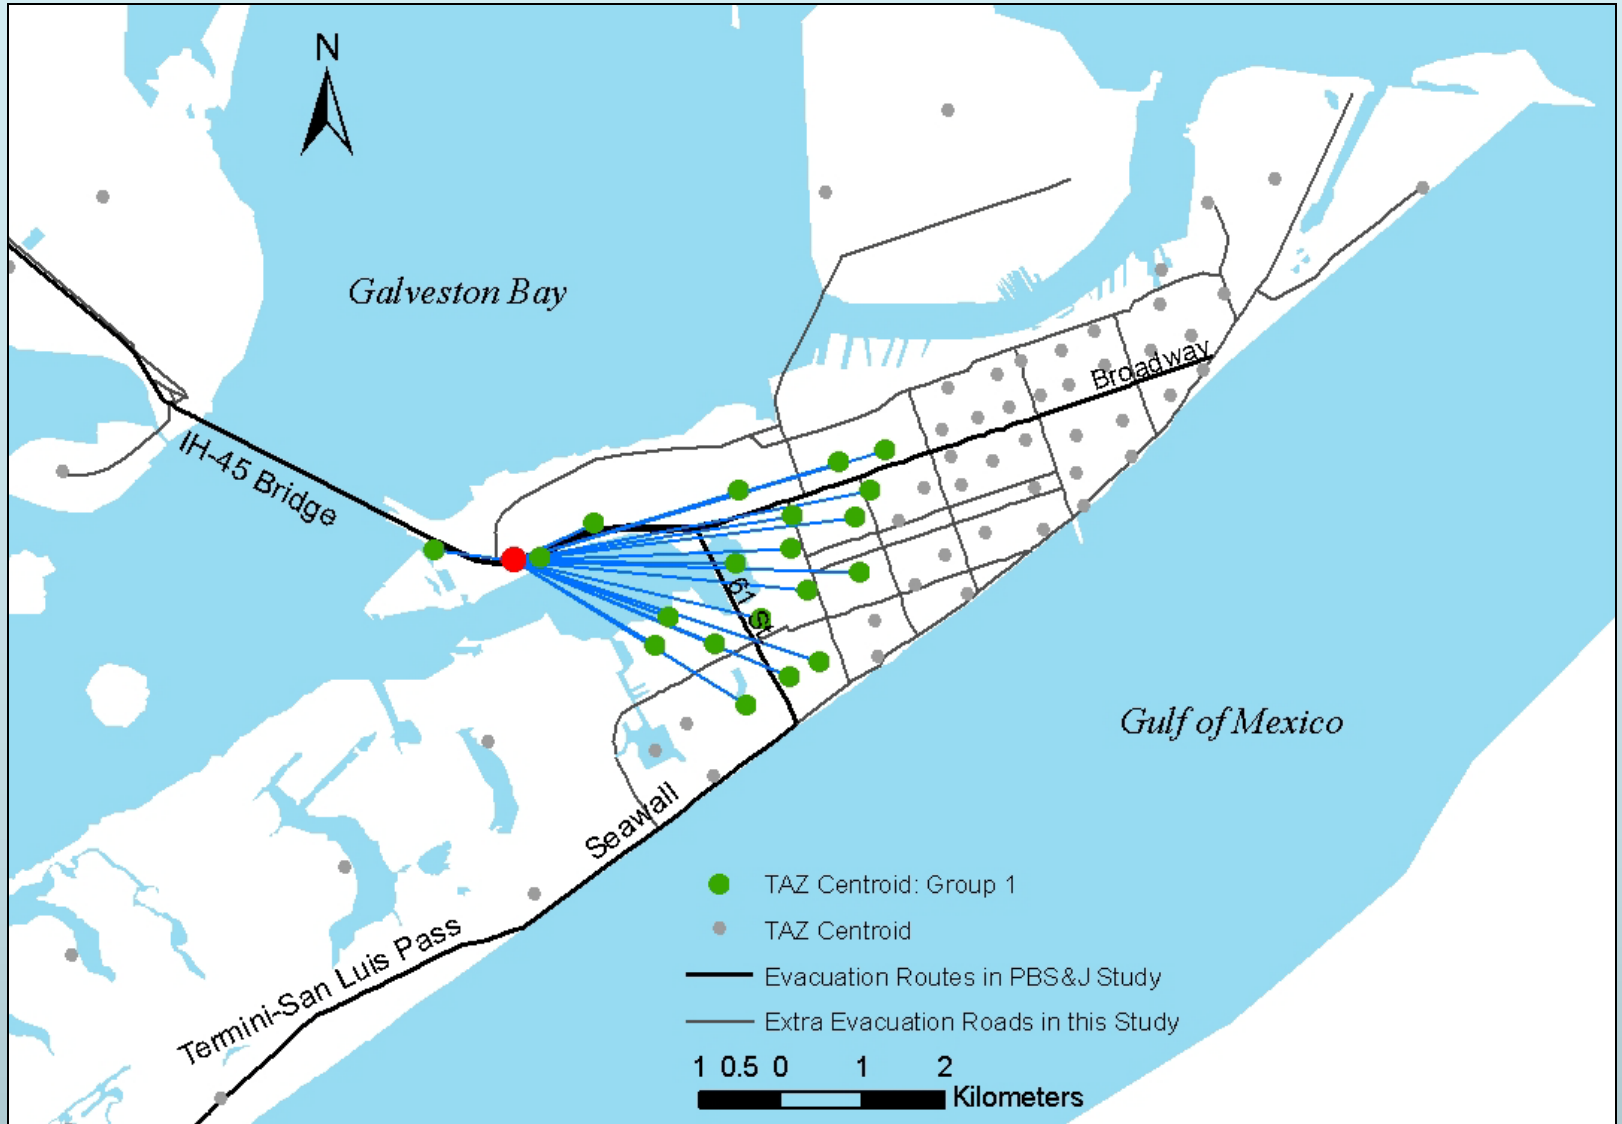 N
Galveston Bay
Broadway
IH-45 Bridge
61 St
Gulf of Mexico
Seawall
Termini-San Luis Pass
TAZ Centroid: Group 1
TAZ Centroid
Evacuation Routes in PBS&J Study
Extra Evacuation Roads in this Study
1 0.5 0 1 2
Kilometers